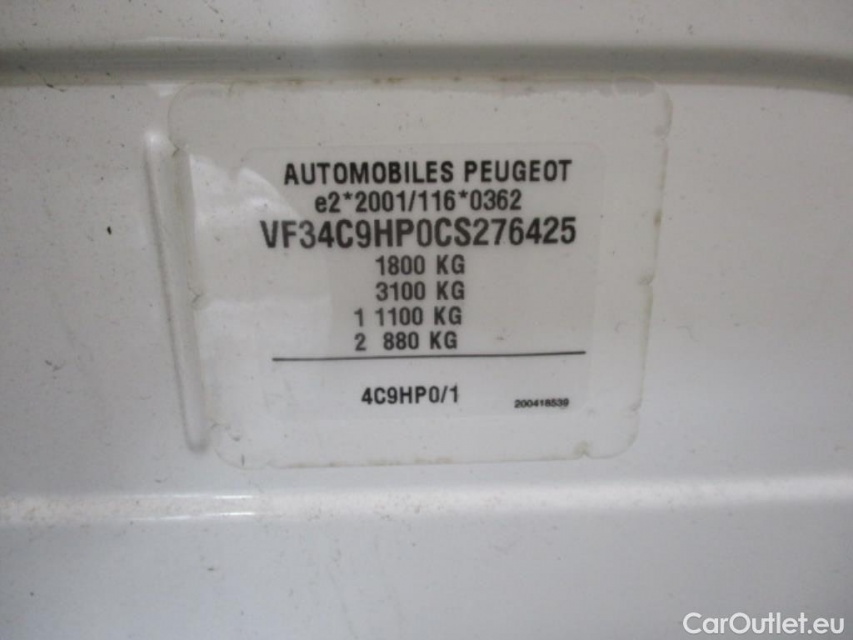 AUTOMOBILES PEUGEOT
e2*2001/116*0362
VF34C9HP0CS276425
1800 KG
3100 KG
1 1100 KG
2 880 KG
4C9HP0/1
200418539
CarOutlet.eu